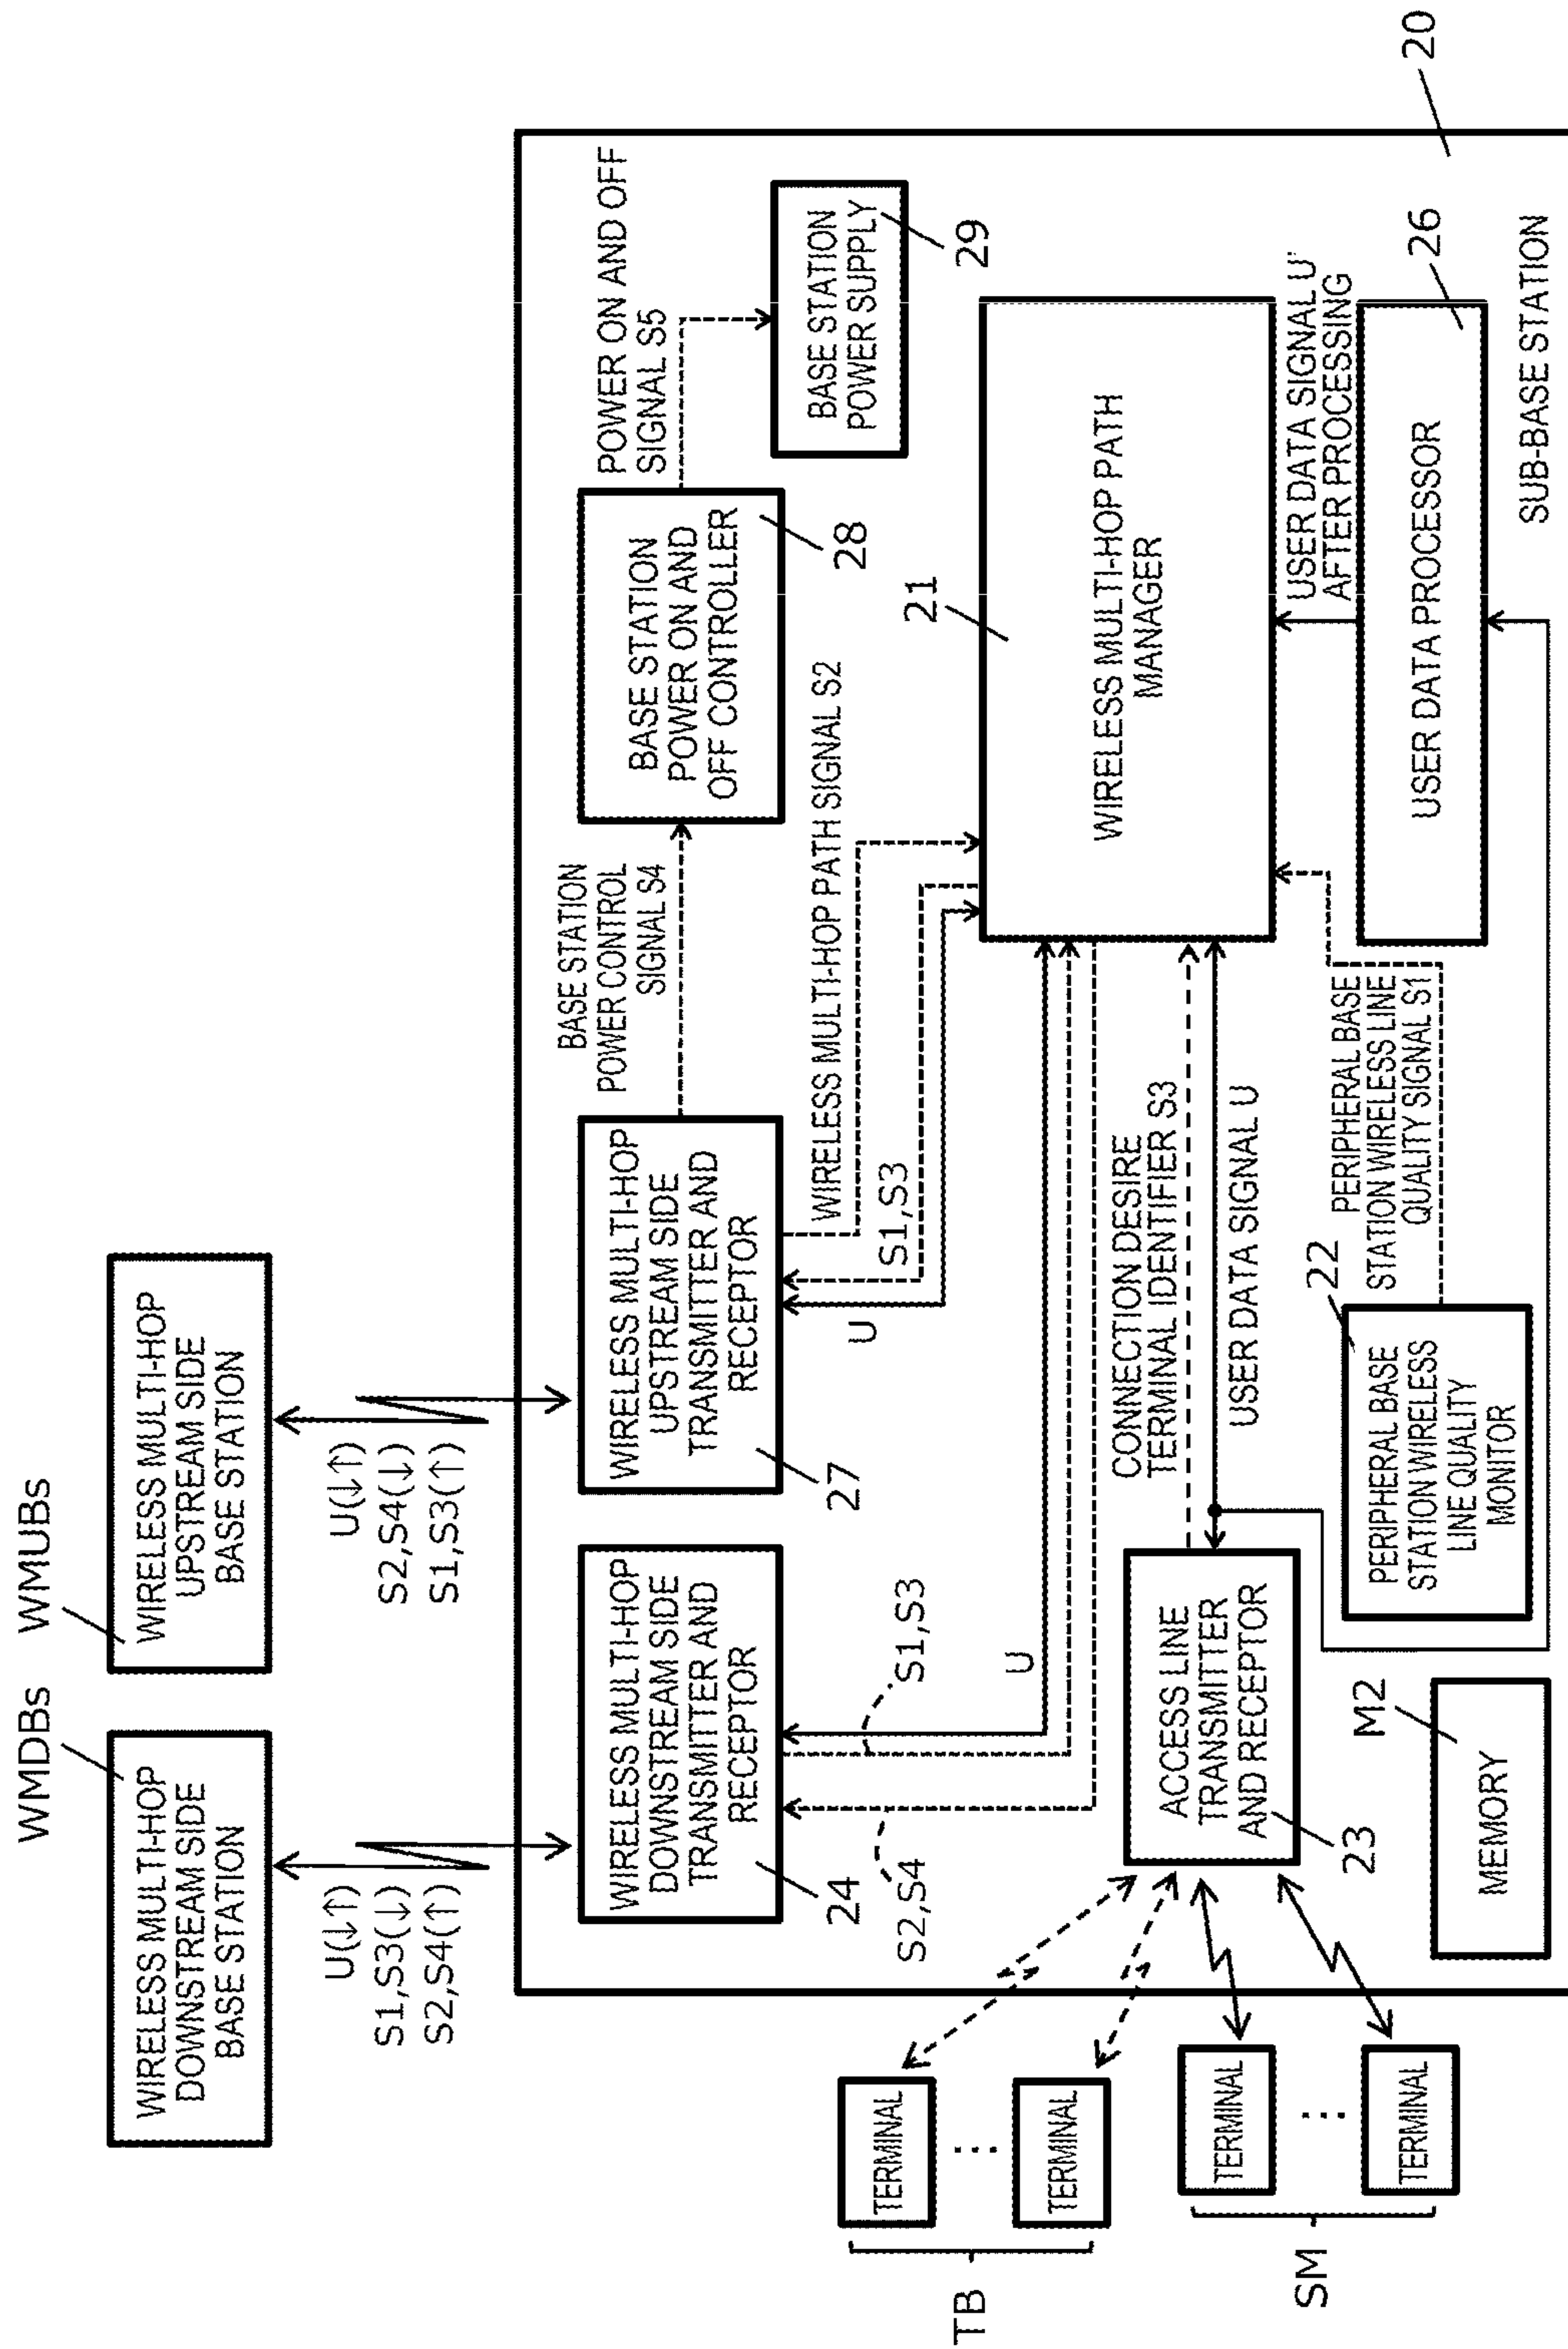 WMDBs
WMUBs
WIRELESS MULTI-HOP
DOWNSTREAM SIDE
BASE STATION
WIRELESS MULTI-HOP
UPSTREAM SIDE
BASE STATION
U(↓↑)
S1,S3(↓)
S2,S4(↑)
U(↓↑)
S2,S4(↓)
S1,S3(↑)
WIRELESS MULTI-HOP
DOWNSTREAM SIDE
TRANSMITTER AND
RECEPTOR
24
WIRELESS MULTI-HOP
UPSTREAM SIDE
TRANSMITTER AND
RECEPTOR
27
BASE STATION
POWER CONTROL
SIGNAL S4
BASE STATION
POWER ON AND
OFF CONTROLLER
28
POWER ON AND OFF
SIGNAL S5
BASE STATION
POWER SUPPLY
29
S2,S4
S1,S3
U
U
S1,S3
WIRELESS MULTI-HOP PATH SIGNAL S2
21
WIRELESS MULTI-HOP PATH
MANAGER
TERMINAL
⋯
TERMINAL
TB
TERMINAL
⋯
TERMINAL
SM
ACCESS LINE
TRANSMITTER
AND RECEPTOR
23
CONNECTION DESIRE
TERMINAL IDENTIFIER S3
USER DATA SIGNAL U
USER DATA SIGNAL U'
AFTER PROCESSING
22
PERIPHERAL BASE
STATION WIRELESS
LINE QUALITY
MONITOR
PERIPHERAL BASE
STATION WIRELESS LINE
QUALITY SIGNAL S1
USER DATA PROCESSOR
26
M2
MEMORY
SUB-BASE STATION
20